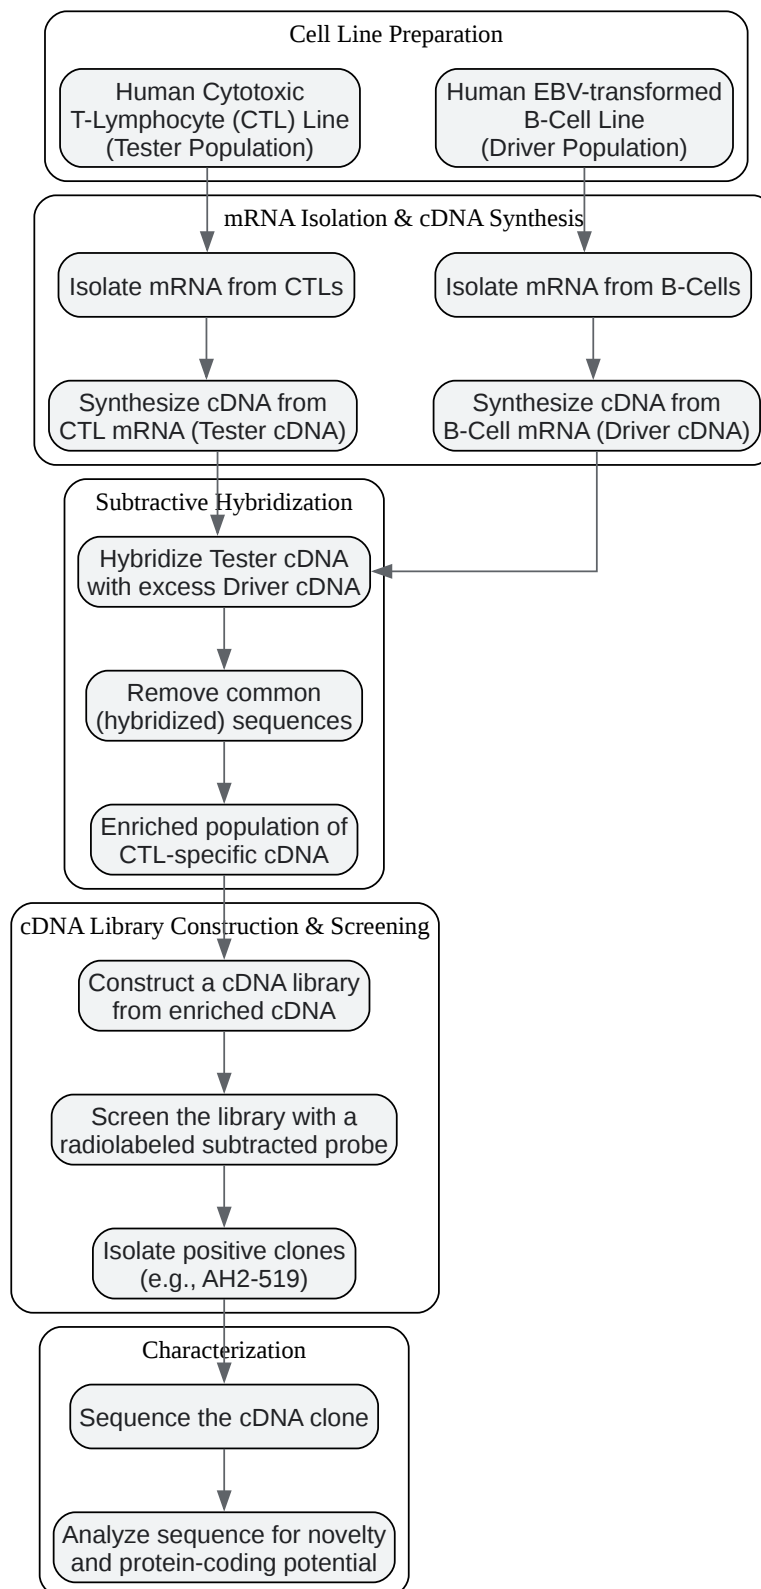 Cell Line Preparation
Human Cytotoxic
T-Lymphocyte (CTL) Line
(Tester Population)
Human EBV-transformed
B-Cell Line
(Driver Population)
mRNA Isolation & cDNA Synthesis
Isolate mRNA from CTLs
Isolate mRNA from B-Cells
Synthesize cDNA from
CTL mRNA (Tester cDNA)
Synthesize cDNA from
B-Cell mRNA (Driver cDNA)
Subtractive Hybridization
Hybridize Tester cDNA
with excess Driver cDNA
Remove common
(hybridized) sequences
Enriched population of
CTL-specific cDNA
cDNA Library Construction & Screening
Construct a cDNA library
from enriched cDNA
Screen the library with a
radiolabeled subtracted probe
Isolate positive clones
(e.g., AH2-519)
Characterization
Sequence the cDNA clone
Analyze sequence for novelty
and protein-coding potential